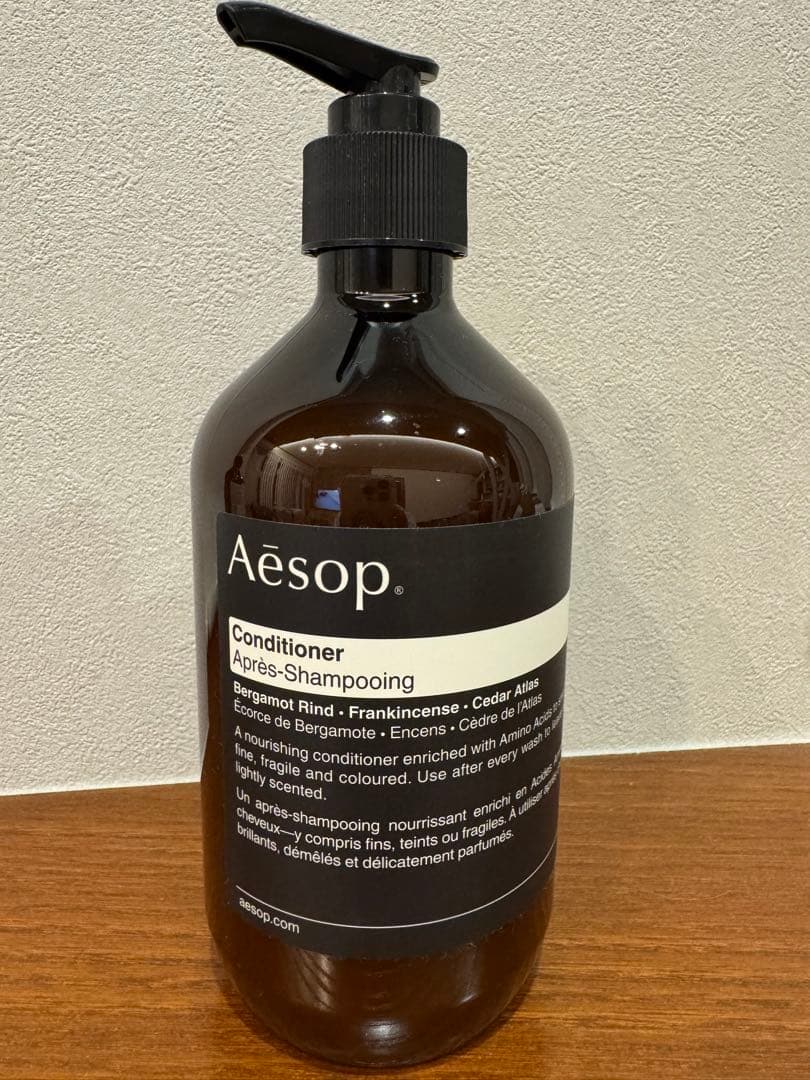 Aēsop®
Conditioner
Après-Shampooing
Bergamot Rind • Frankincense • Cedar Atlas
Écorce de Bergamote • Encens • Cèdre de l'Atlas
A nourishing conditioner enriched with Amino Acids to
fine, fragile and coloured. Use after every wash to
lightly scented.
Un après-shampooing nourrissant enrichi en Acides
cheveux—y compris fins, teints ou fragiles. À utiliser
brillants, démêlés et délicatement parfumés.
aesop.com